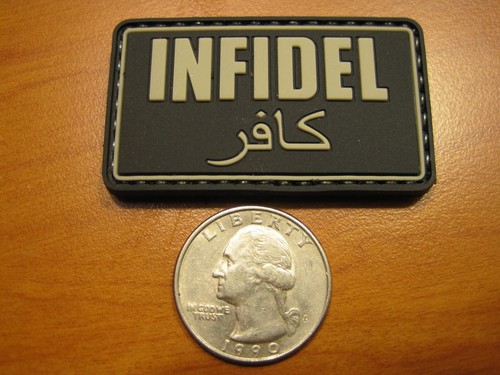 INFIDEL
كافر
LIBERTY
IN GOD WE
TRUST
1990